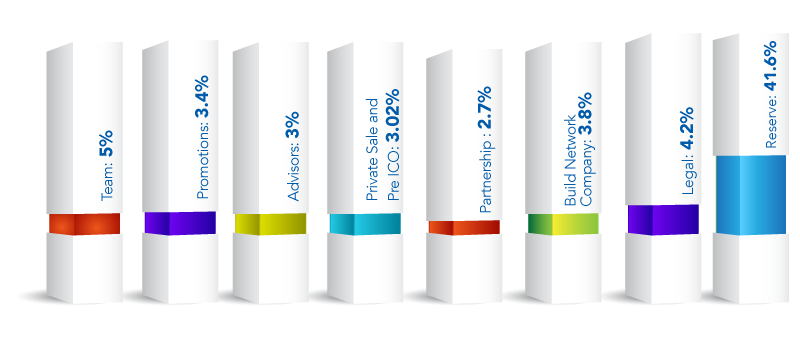 Team: 5%
Promotions: 3.4%
Advisors: 3%
Private Sale and
Pre ICO: 3.02%
Partnership : 2.7%
Build Network
Company: 3.8%
Legal: 4.2%
Reserve: 41.6%